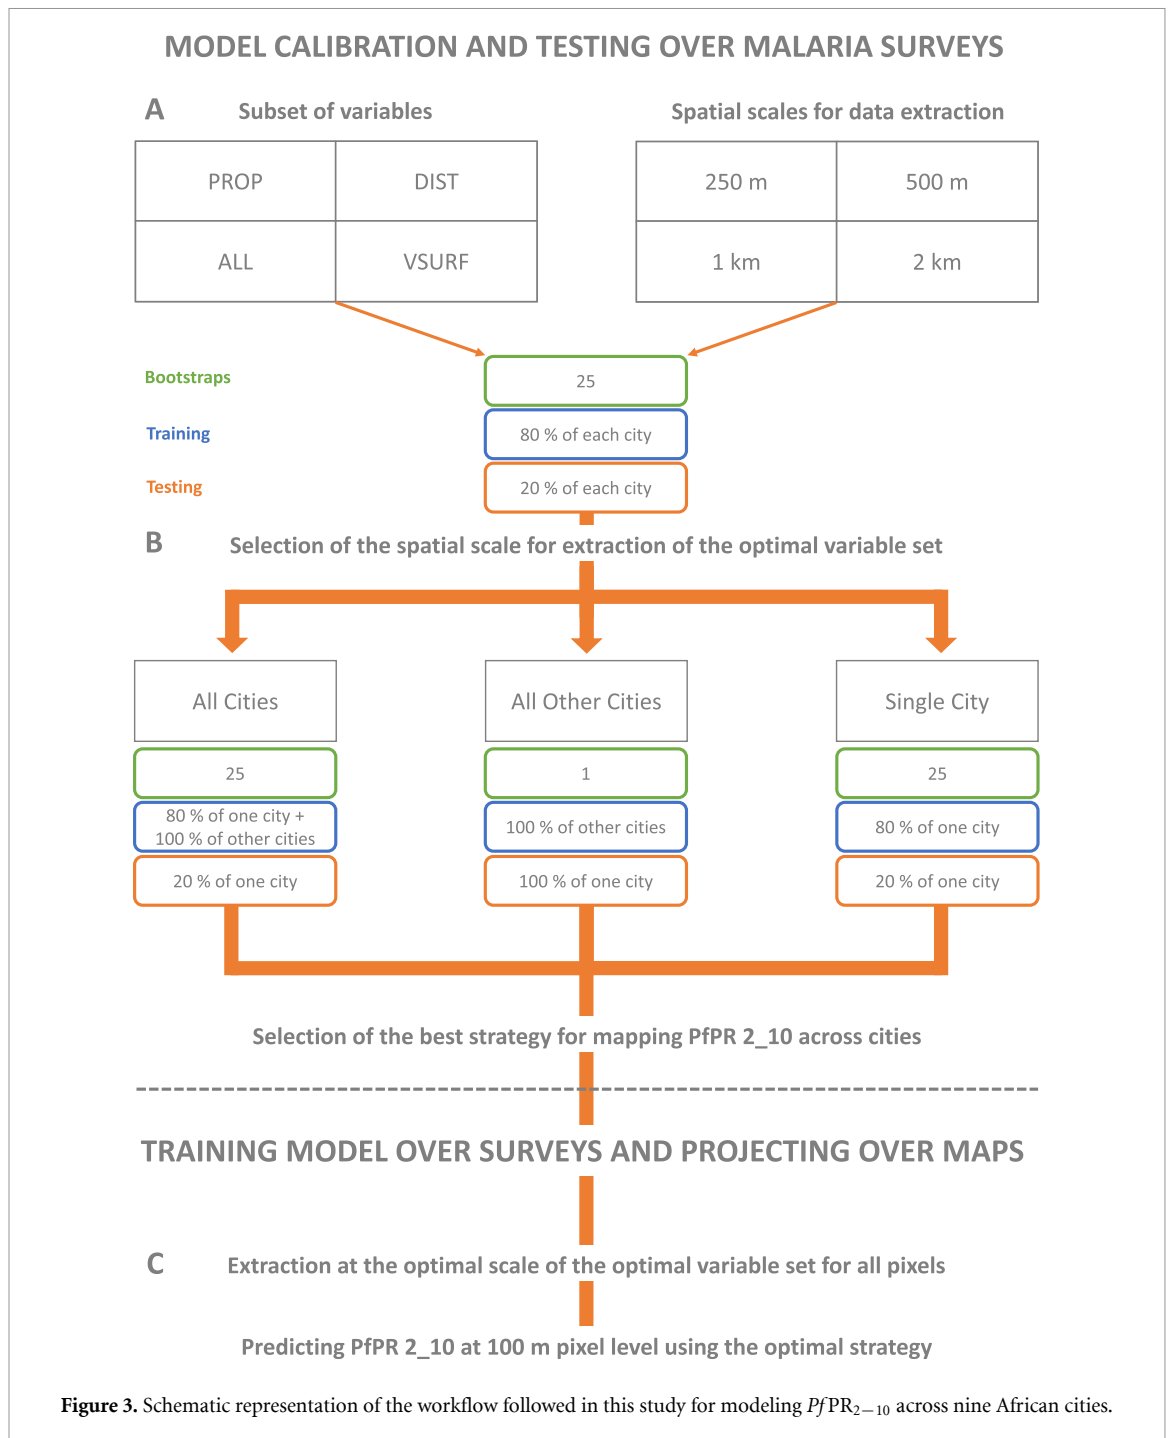 MODEL CALIBRATION AND TESTING OVER MALARIA SURVEYS
A
Subset of variables
Spatial scales for data extraction
PROP
DIST
250 m
500 m
ALL
VSURF
1 km
2 km
Bootstraps
25
Training
80 % of each city
Testing
20 % of each city
B
Selection of the spatial scale for extraction of the optimal variable set
All Cities
All Other Cities
Single City
25
1
25
80 % of one city +
100 % of other cities
100 % of other cities
80 % of one city
20 % of one city
100 % of one city
20 % of one city
Selection of the best strategy for mapping PfPR 2_10 across cities
TRAINING MODEL OVER SURVEYS AND PROJECTING OVER MAPS
C
Extraction at the optimal scale of the optimal variable set for all pixels
Predicting PfPR 2_10 at 100 m pixel level using the optimal strategy
Figure 3. Schematic representation of the workflow followed in this study for modeling PfPR2−10 across nine African cities.